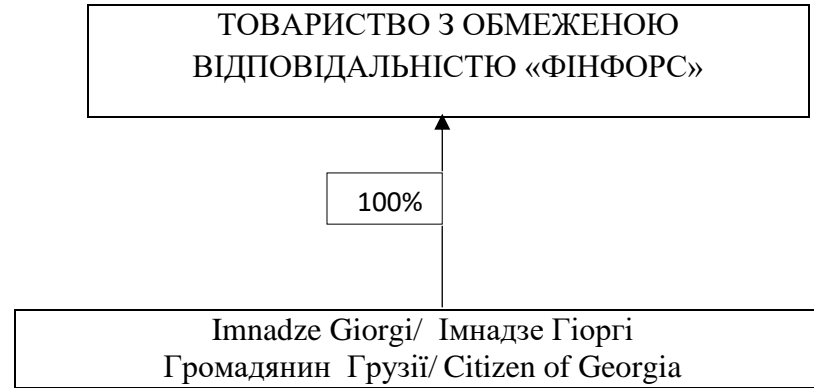 ТОВАРИСТВО З ОБМЕЖЕНОЮ
ВІДПОВІДАЛЬНІСТЮ «ФІНФОРС»
100%
Imnadze Giorgi/ Імнадзе Гіоргі
Громадянин Грузії/ Citizen of Georgia